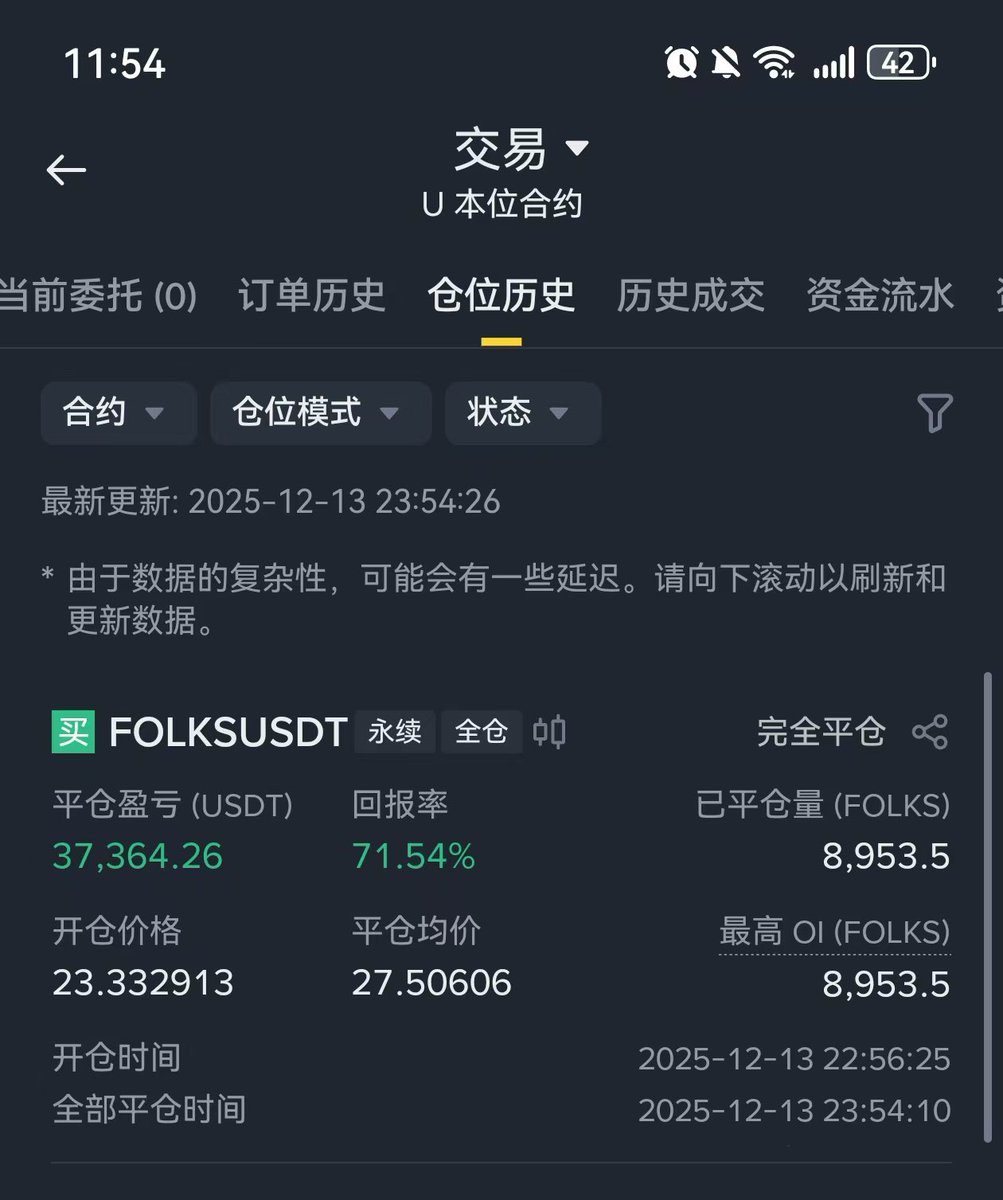 11:54
42
交易
U 本位合约
当前委托 (0) 订单历史 仓位历史 历史成交 资金流水
合约 仓位模式 状态
最新更新: 2025-12-13 23:54:26
* 由于数据的复杂性，可能会有一些延迟。请向下滚动以刷新和
更新数据。
买 FOLKSUSDT 永续 全仓 完全平仓
平仓盈亏 (USDT) 回报率 已平仓量 (FOLKS)
37,364.26 71.54% 8,953.5
开仓价格 平仓均价 最高 OI (FOLKS)
23.332913 27.50606 8,953.5
开仓时间 2025-12-13 22:56:25
全部平仓时间 2025-12-13 23:54:10